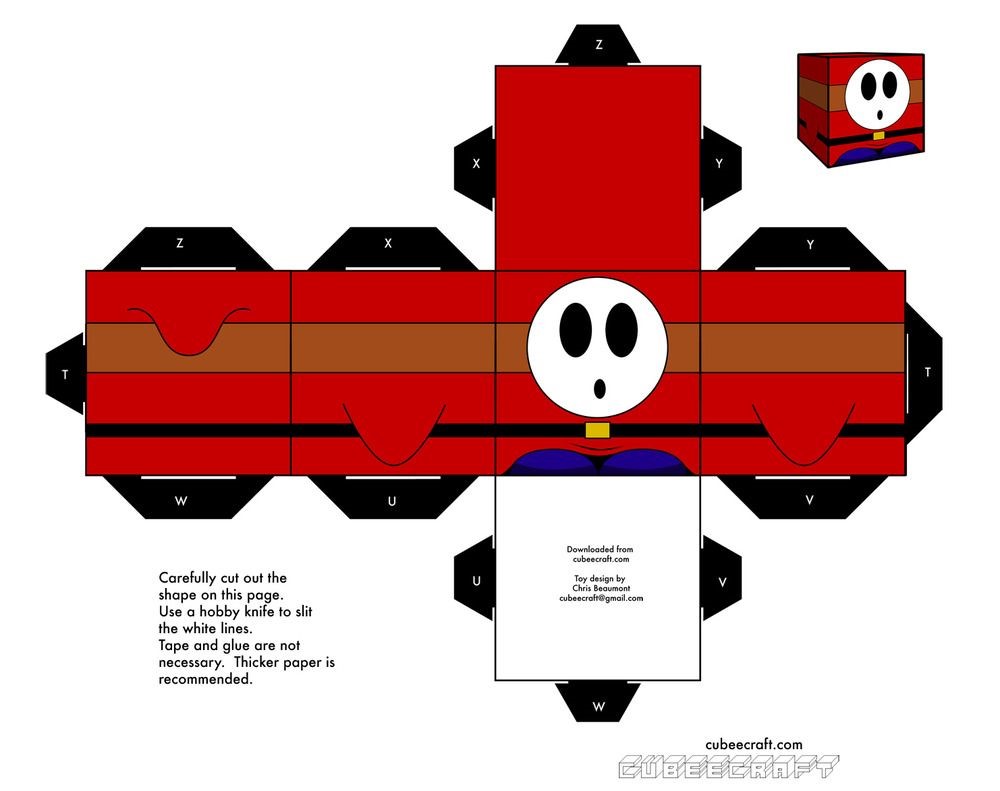 Z
X
Y
Z
X
Y
T
T
W
U
V
Downloaded from
cubeecraft.com
Toy design by
Chris Beaumont
cubeecraft@gmail.com
U
V
Carefully cut out the
shape on this page.
Use a hobby knife to slit
the white lines.
Tape and glue are not
necessary.  Thicker paper is
recommended.
W
cubeecraft.com
CUBEECRAFT